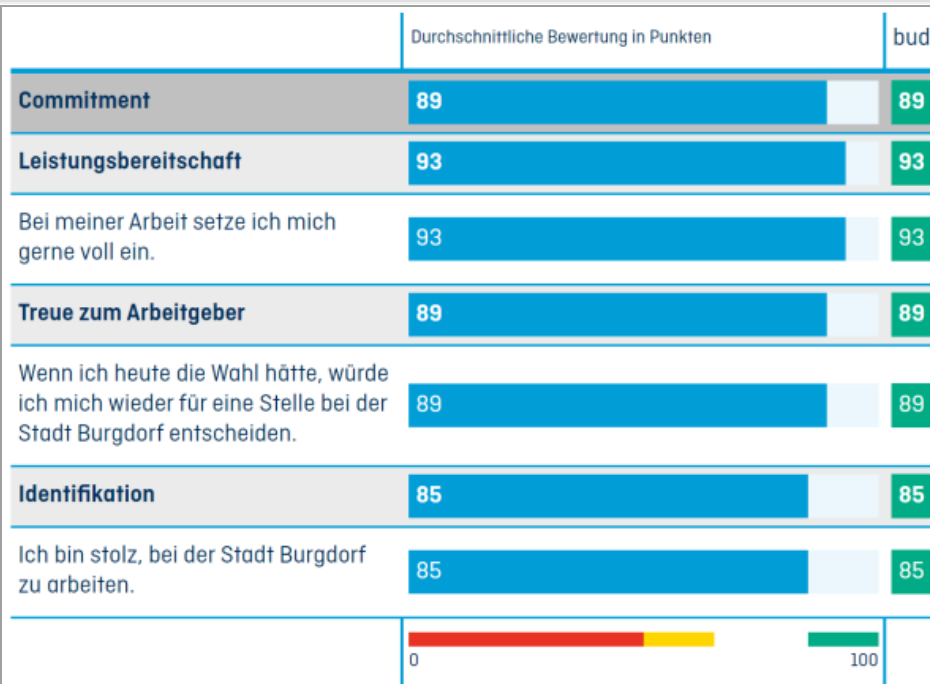 Durchschnittliche Bewertung in Punkten
bud
Commitment 89 89
Leistungsbereitschaft 93 93
Bei meiner Arbeit setze ich mich
gerne voll ein.
93 93
Treue zum Arbeitgeber 89 89
Wenn ich heute die Wahl hätte, würde
ich mich wieder für eine Stelle bei der
Stadt Burgdorf entscheiden.
89 89
Identifikation 85 85
Ich bin stolz, bei der Stadt Burgdorf
zu arbeiten.
85 85
0 100